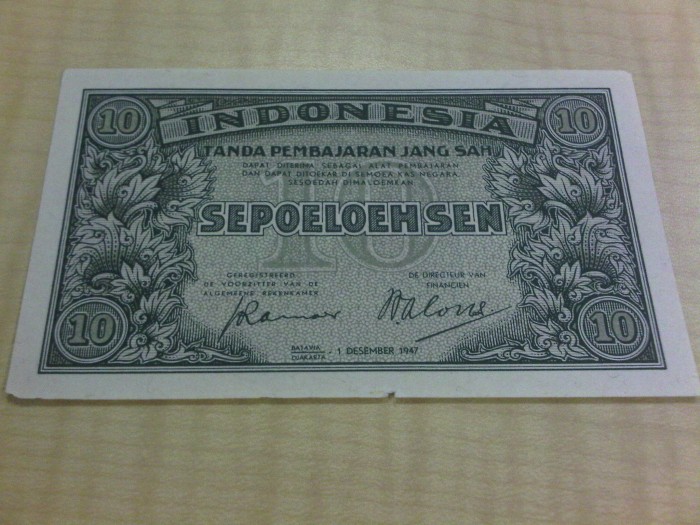 10 INDONESIA 10
TANDA PEMBAJARAN JANG SAH
DAPAT DITERIMA SEBAGAI ALAT PEMBAJARAN
DAN DAPAT DITOEKAR DI SEMOEA KAS NEGARA,
SESOEDAH DIMALOEMKAN
10
SEPOELOEH SEN
GEREGISTREERD
DE VOORZITTER VAN DE
ALGEMEENE REKENKAMER
DE DIRECTEUR VAN
FINANCIEN
BATAVIA
DJAKARTA - 1 DESEMBER 1947
10 10